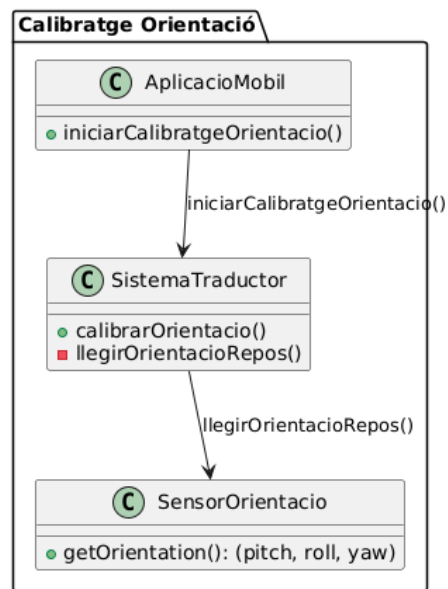 Calibratge Orientació
C AplicacioMobil
iniciarCalibratgeOrientacio()
iniciarCalibratgeOrientacio()
C SistemaTraductor
calibrarOrientacio()
llegirOrientacioRepos()
llegirOrientacioRepos()
C SensorOrientacio
getOrientation(): (pitch, roll, yaw)